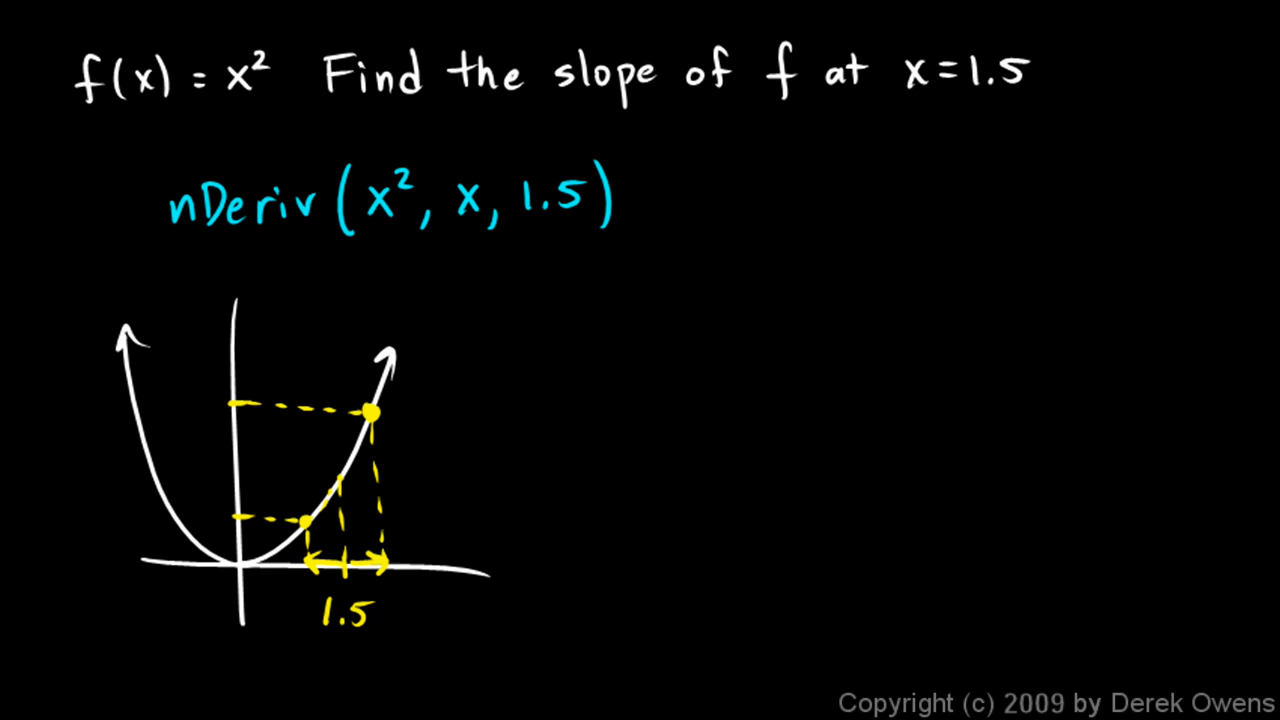 f(x) = x² Find the slope of f at x=1.5
nDeriv(x², x, 1.5)
1.5
Copyright (c) 2009 by Derek Owens